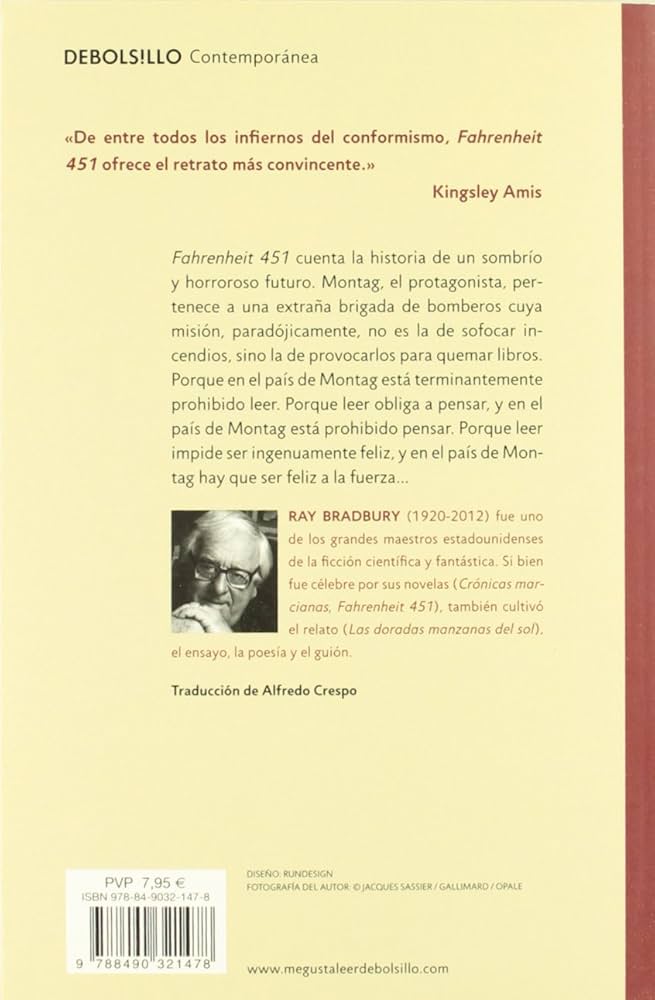 DEBOLS!LLO Contemporánea
«De entre todos los infiernos del conformismo, Fahrenheit
451 ofrece el retrato más convincente.»
Kingsley Amis
Fahrenheit 451 cuenta la historia de un sombrío
y horroroso futuro. Montag, el protagonista, per-
tenece a una extraña brigada de bomberos cuya
misión, paradójicamente, no es la de sofocar in-
cendios, sino la de provocarlos para quemar libros.
Porque en el país de Montag está terminantemente
prohibido leer. Porque leer obliga a pensar, y en el
país de Montag está prohibido pensar. Porque leer
impide ser ingenuamente feliz, y en el país de Mon-
tag hay que ser feliz a la fuerza...
RAY BRADBURY (1920-2012) fue uno
de los grandes maestros estadounidenses
de la ficción científica y fantástica. Si bien
fue célebre por sus novelas (Crónicas mar-
cianas, Fahrenheit 451), también cultivó
el relato (Las doradas manzanas del sol),
el ensayo, la poesía y el guión.
Traducción de Alfredo Crespo
PVP 7,95 €
ISBN 978-84-9032-147-8
9 788490 321478
DISEÑO: RUNDESIGN
FOTOGRAFÍA DEL AUTOR: © JACQUES SASSIER / GALLIMARD / OPALE
www.megustaleerdebolsillo.com